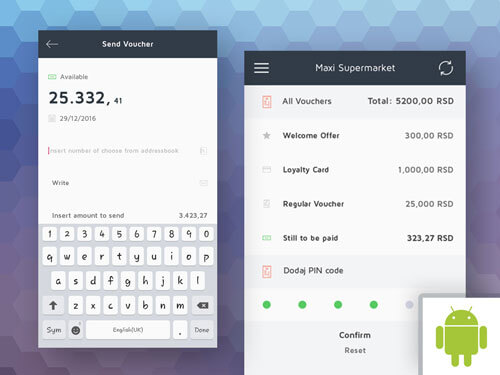 Send Voucher
Available
25.332, 41
29/12/2016
Insert number of choose from addressbook
Write
Insert amount to send 3.423,27
1 2 3 4 5 6 7 8 9 0
q w e r t y u i o p
a s d f g h j k l
z x c v b n m
Sym English(UK) . Done
Maxi Supermarket
All Vouchers Total: 5200,00 RSD
Welcome Offer 300,00 RSD
Loyalty Card 1,000,00 RSD
Regular Voucher 25,000 RSD
Still to be paid 323,27 RSD
Dodaj PIN code
Confirm
Reset